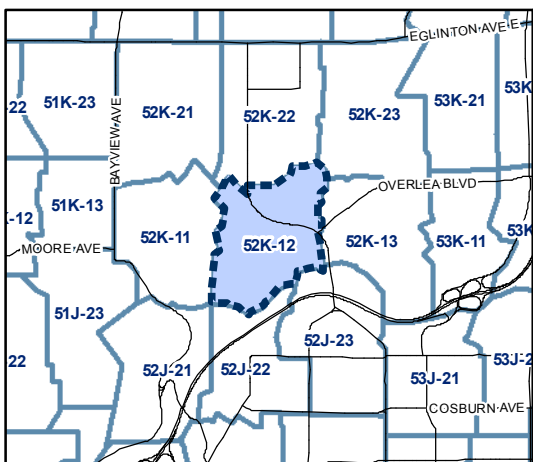 EGLINTON AVE E
53K
22
51K-23
52K-21
52K-22
52K-23
53K-21
BAYVIEW AVE
OVERLEA BLVD
51K-13
-12
52K-11
52K-12
52K-13
53K-11
53K
MOORE AVE
51J-23
52J-23
22
52J-21
52J-22
53J-21
53J-2
COSBURN AVE